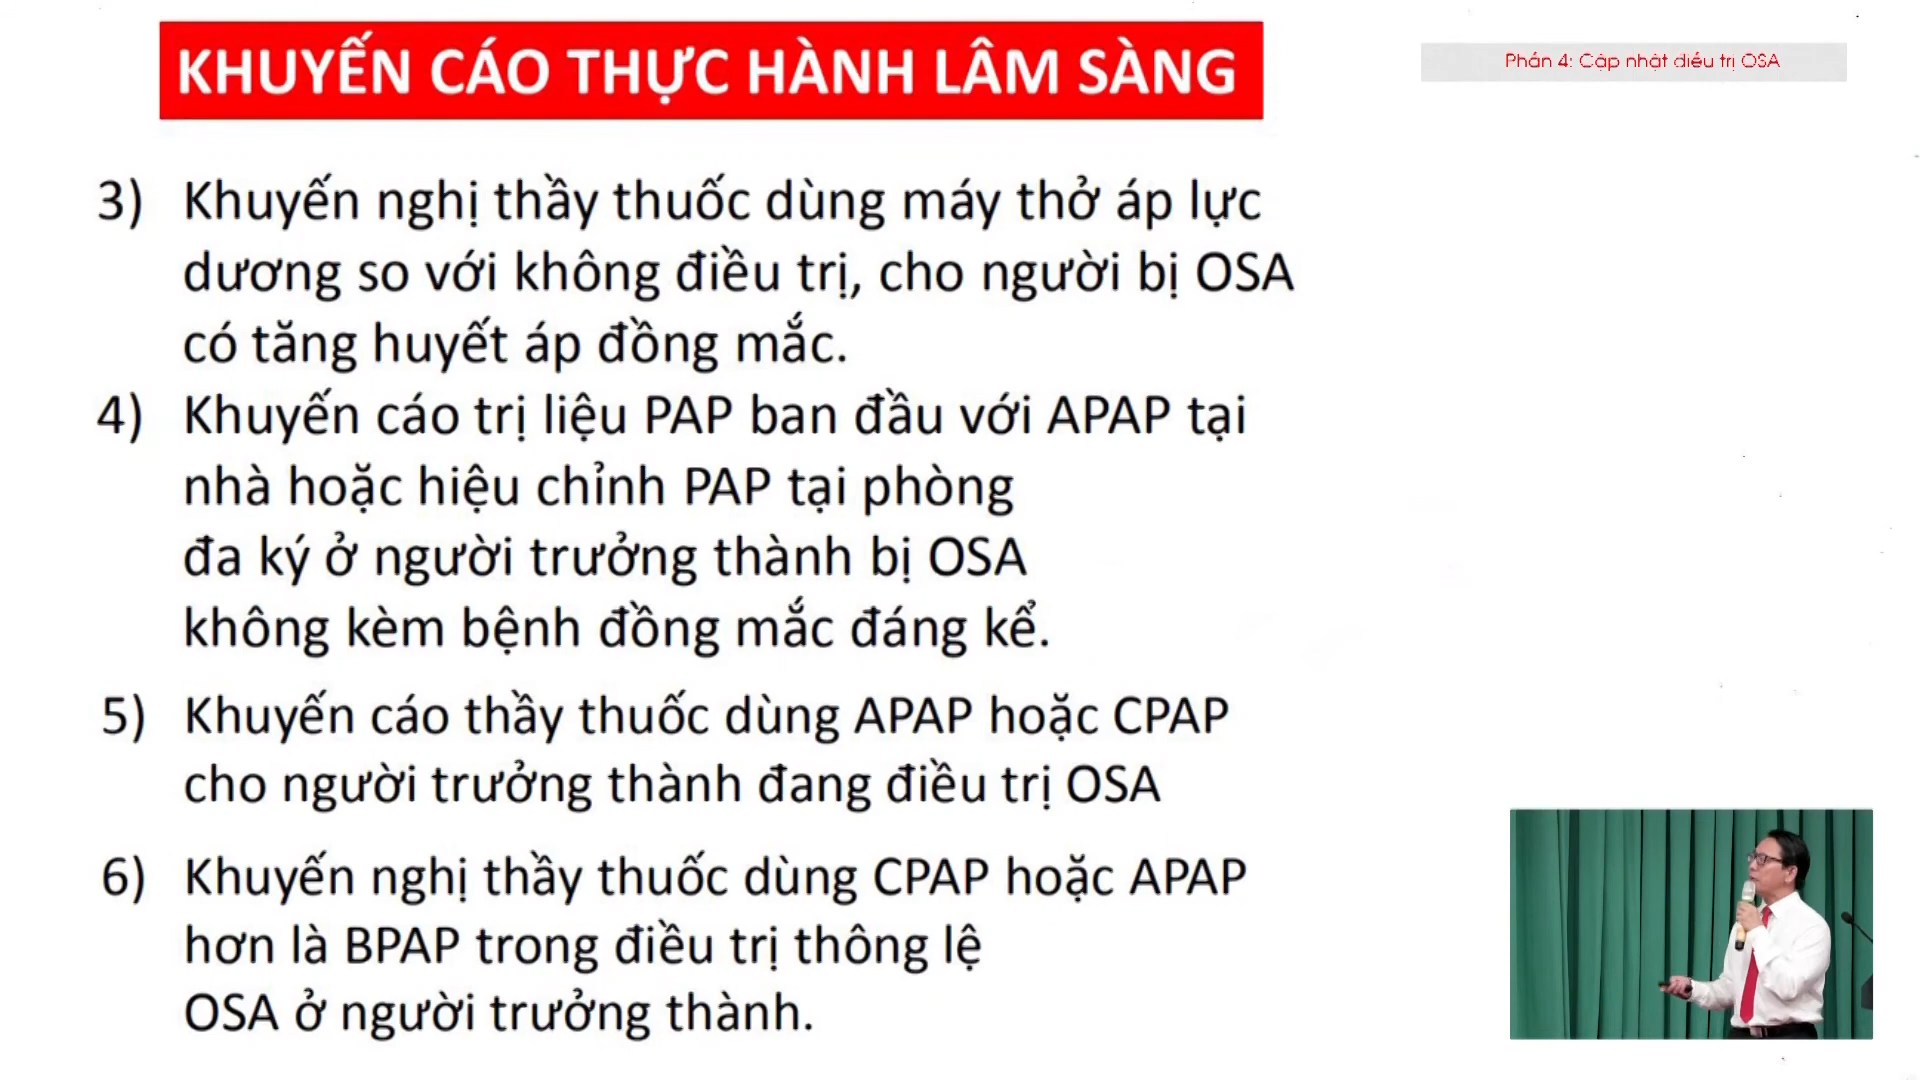 KHUYẾN CÁO THỰC HÀNH LÂM SÀNG
Phần 4: Cập nhật điều trị OSA
3) Khuyến nghị thầy thuốc dùng máy thở áp lực
dương so với không điều trị, cho người bị OSA
có tăng huyết áp đồng mắc.
4) Khuyến cáo trị liệu PAP ban đầu với APAP tại
nhà hoặc hiệu chỉnh PAP tại phòng
đa ký ở người trưởng thành bị OSA
không kèm bệnh đồng mắc đáng kể.
5) Khuyến cáo thầy thuốc dùng APAP hoặc CPAP
cho người trưởng thành đang điều trị OSA
6) Khuyến nghị thầy thuốc dùng CPAP hoặc APAP
hơn là BPAP trong điều trị thông lệ
OSA ở người trưởng thành.